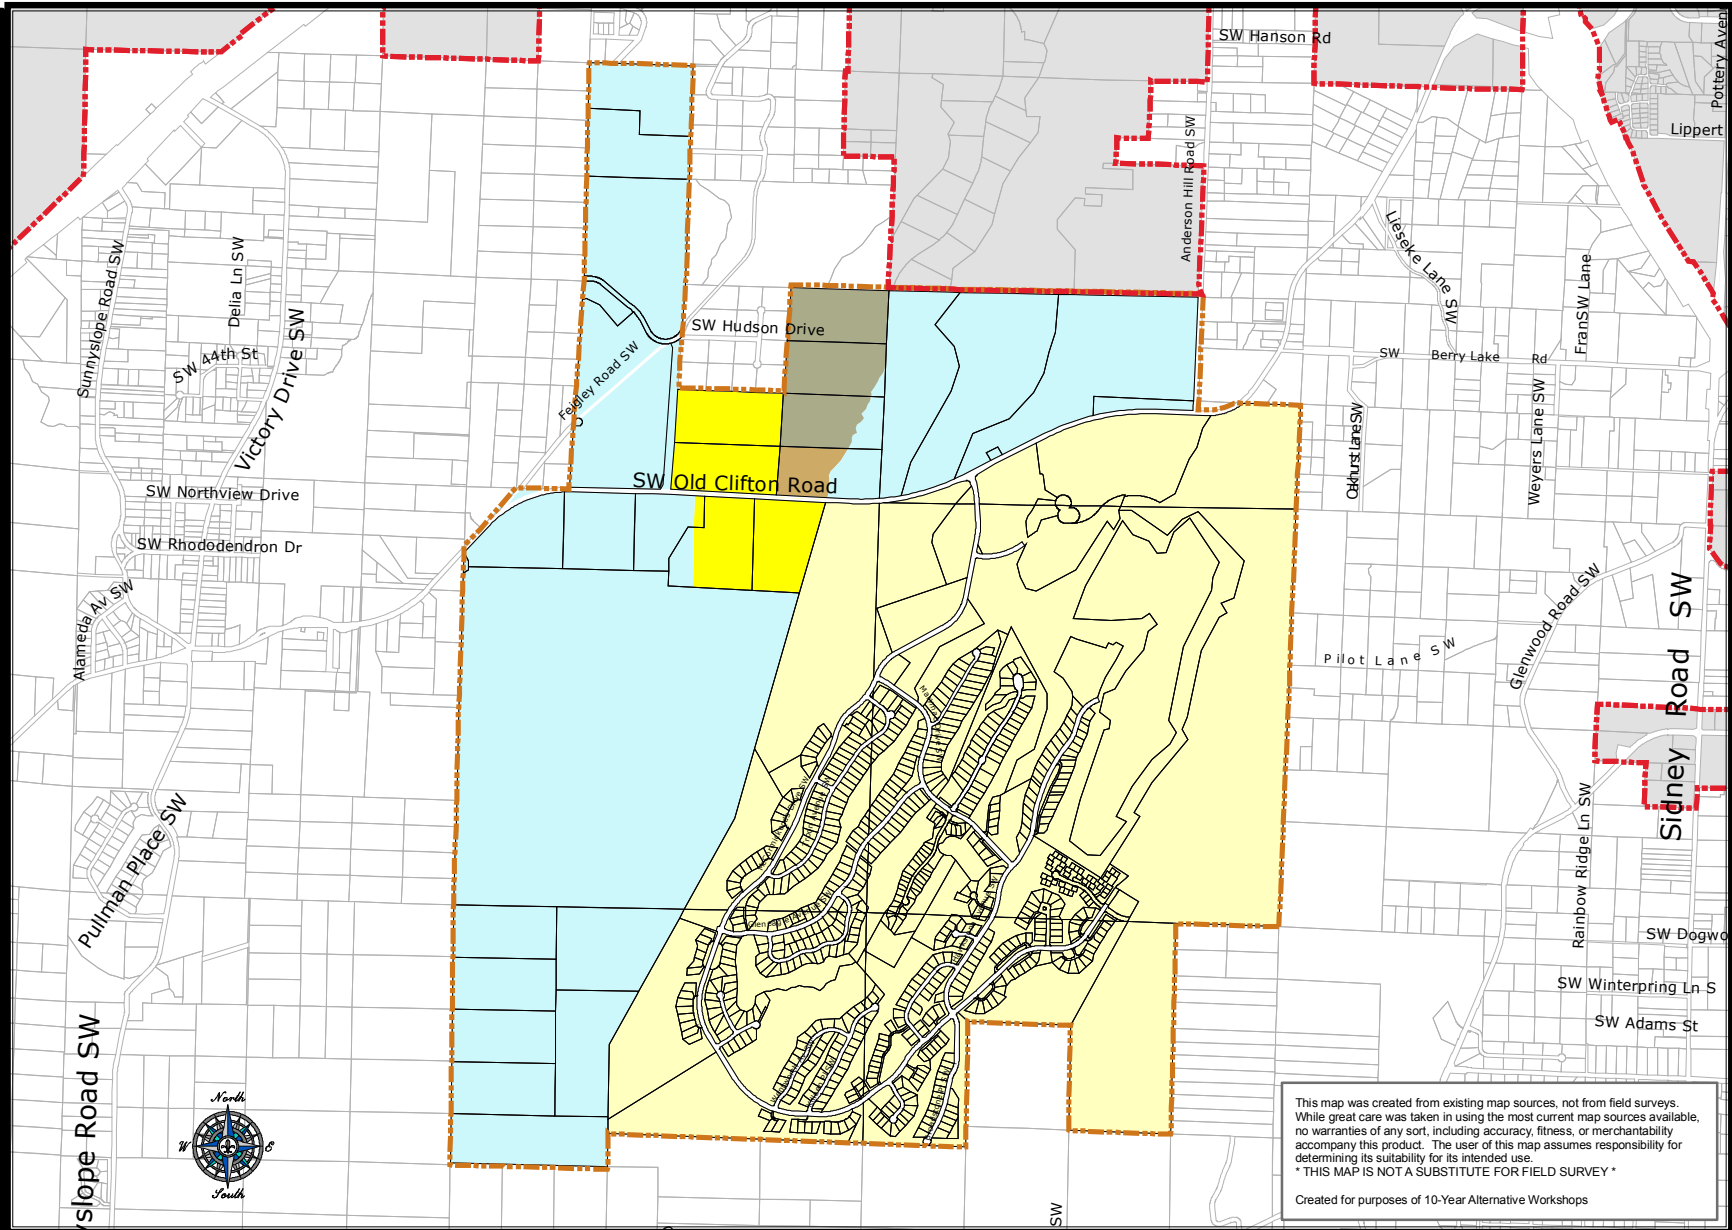 SW Hanson Rd
Pottery Aven
Lippert
Anderson Hill Road SW
Lieseke Lane SW
FranSW Lane
Sunnyslope Road SW
Delia Ln SW
SW 44th St
Victory Drive SW
SW Hudson Drive
Feigley Road SW
SW Berry Lake Rd
Weyers Lane SW
SW Old Clifton Road
SW Northview Drive
SW Rhododendron Dr
Alameda Av SW
Glenwood Road SW
Pilot Lane SW
Sidney Road SW
Pullman Place SW
Rainbow Ridge Ln SW
SW Dogwo
SW Winterpring Ln S
SW Adams St
yslope Road SW
SW
North
W
E
South
This map was created from existing map sources, not from field surveys.
While great care was taken in using the most current map sources available,
no warranties of any sort, including accuracy, fitness, or merchantability
accompany this product. The user of this map assumes responsibility for
determining its suitability for its intended use.
* THIS MAP IS NOT A SUBSTITUTE FOR FIELD SURVEY *
Created for purposes of 10-Year Alternative Workshops